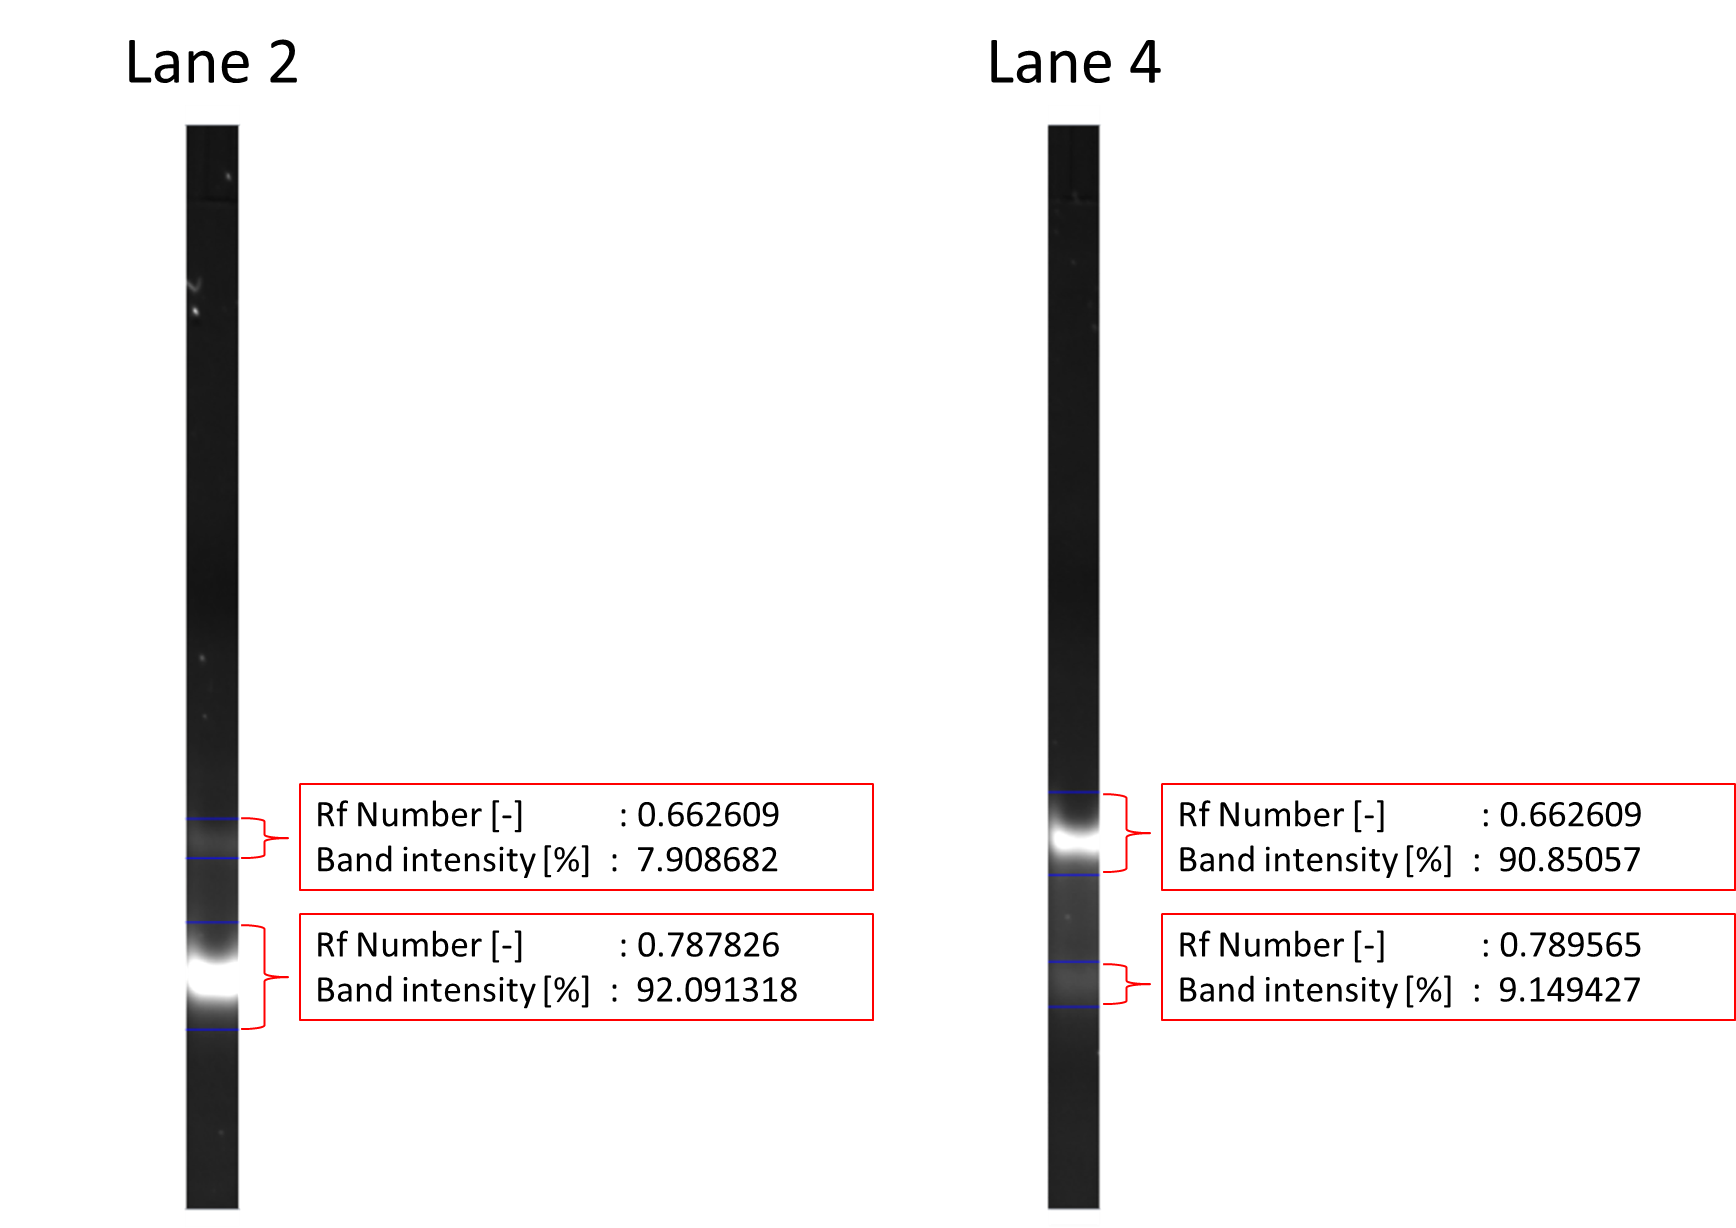 Lane 2
Lane 4
Rf Number [-] : 0.662609
Band intensity [%] : 7.908682
Rf Number [-] : 0.787826
Band intensity [%] : 92.091318
Rf Number [-] : 0.662609
Band intensity [%] : 90.85057
Rf Number [-] : 0.789565
Band intensity [%] : 9.149427